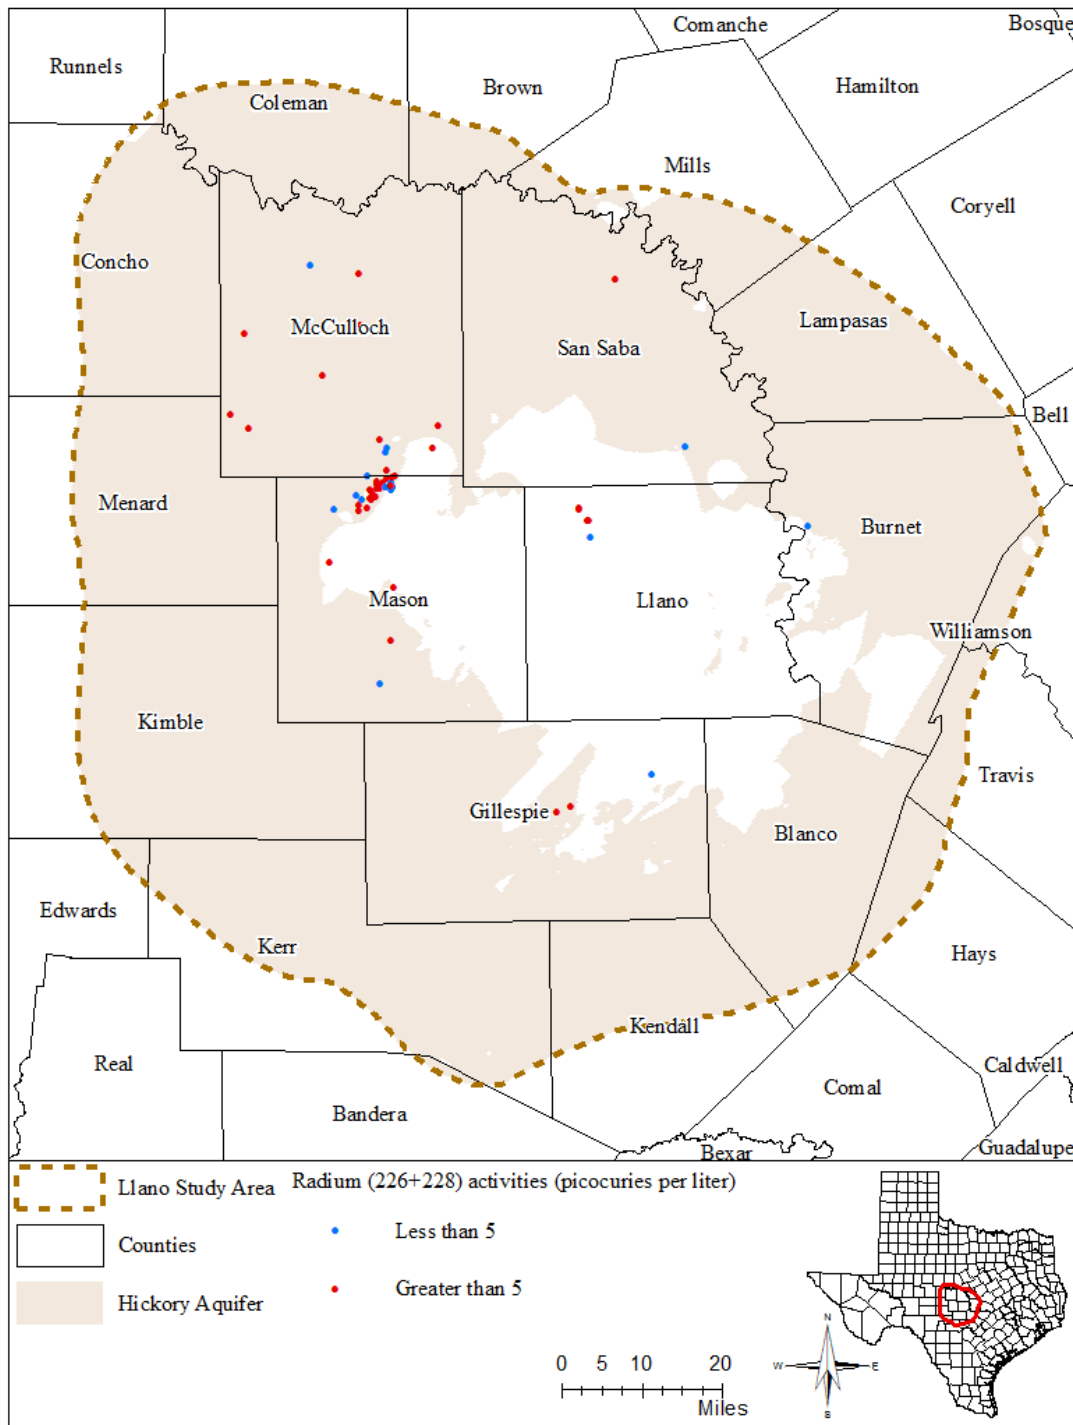 Comanche
Bosque
Runnels
Brown
Hamilton
Coleman
Mills
Coryell
Concho
McCulloch
San Saba
Lampasas
Bell
Menard
Burnet
Mason
Llano
Williamson
Kimble
Travis
Gillespie
Blanco
Edwards
Kerr
Hays
Kendall
Real
Caldwell
Comal
Bandera
Guadalupe
Bexar
Llano Study Area
Radium (226+228) activities (picocuries per liter)
Counties
Less than 5
Hickory Aquifer
Greater than 5
N
W
E
S
0 5 10 20
Miles